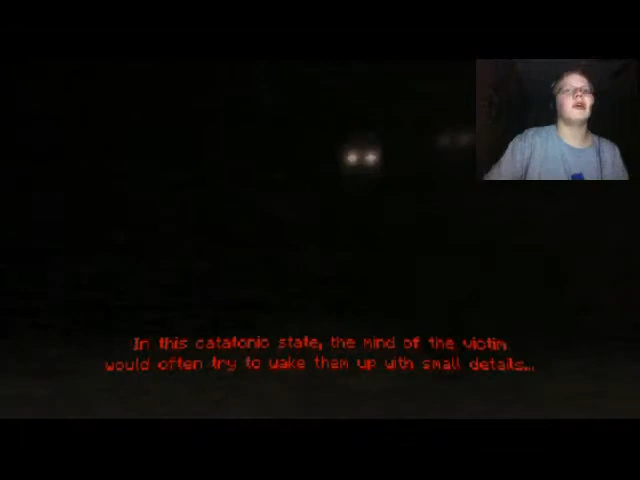 In this catatonic state, the mind of the victim
would often try to wake them up with small details...